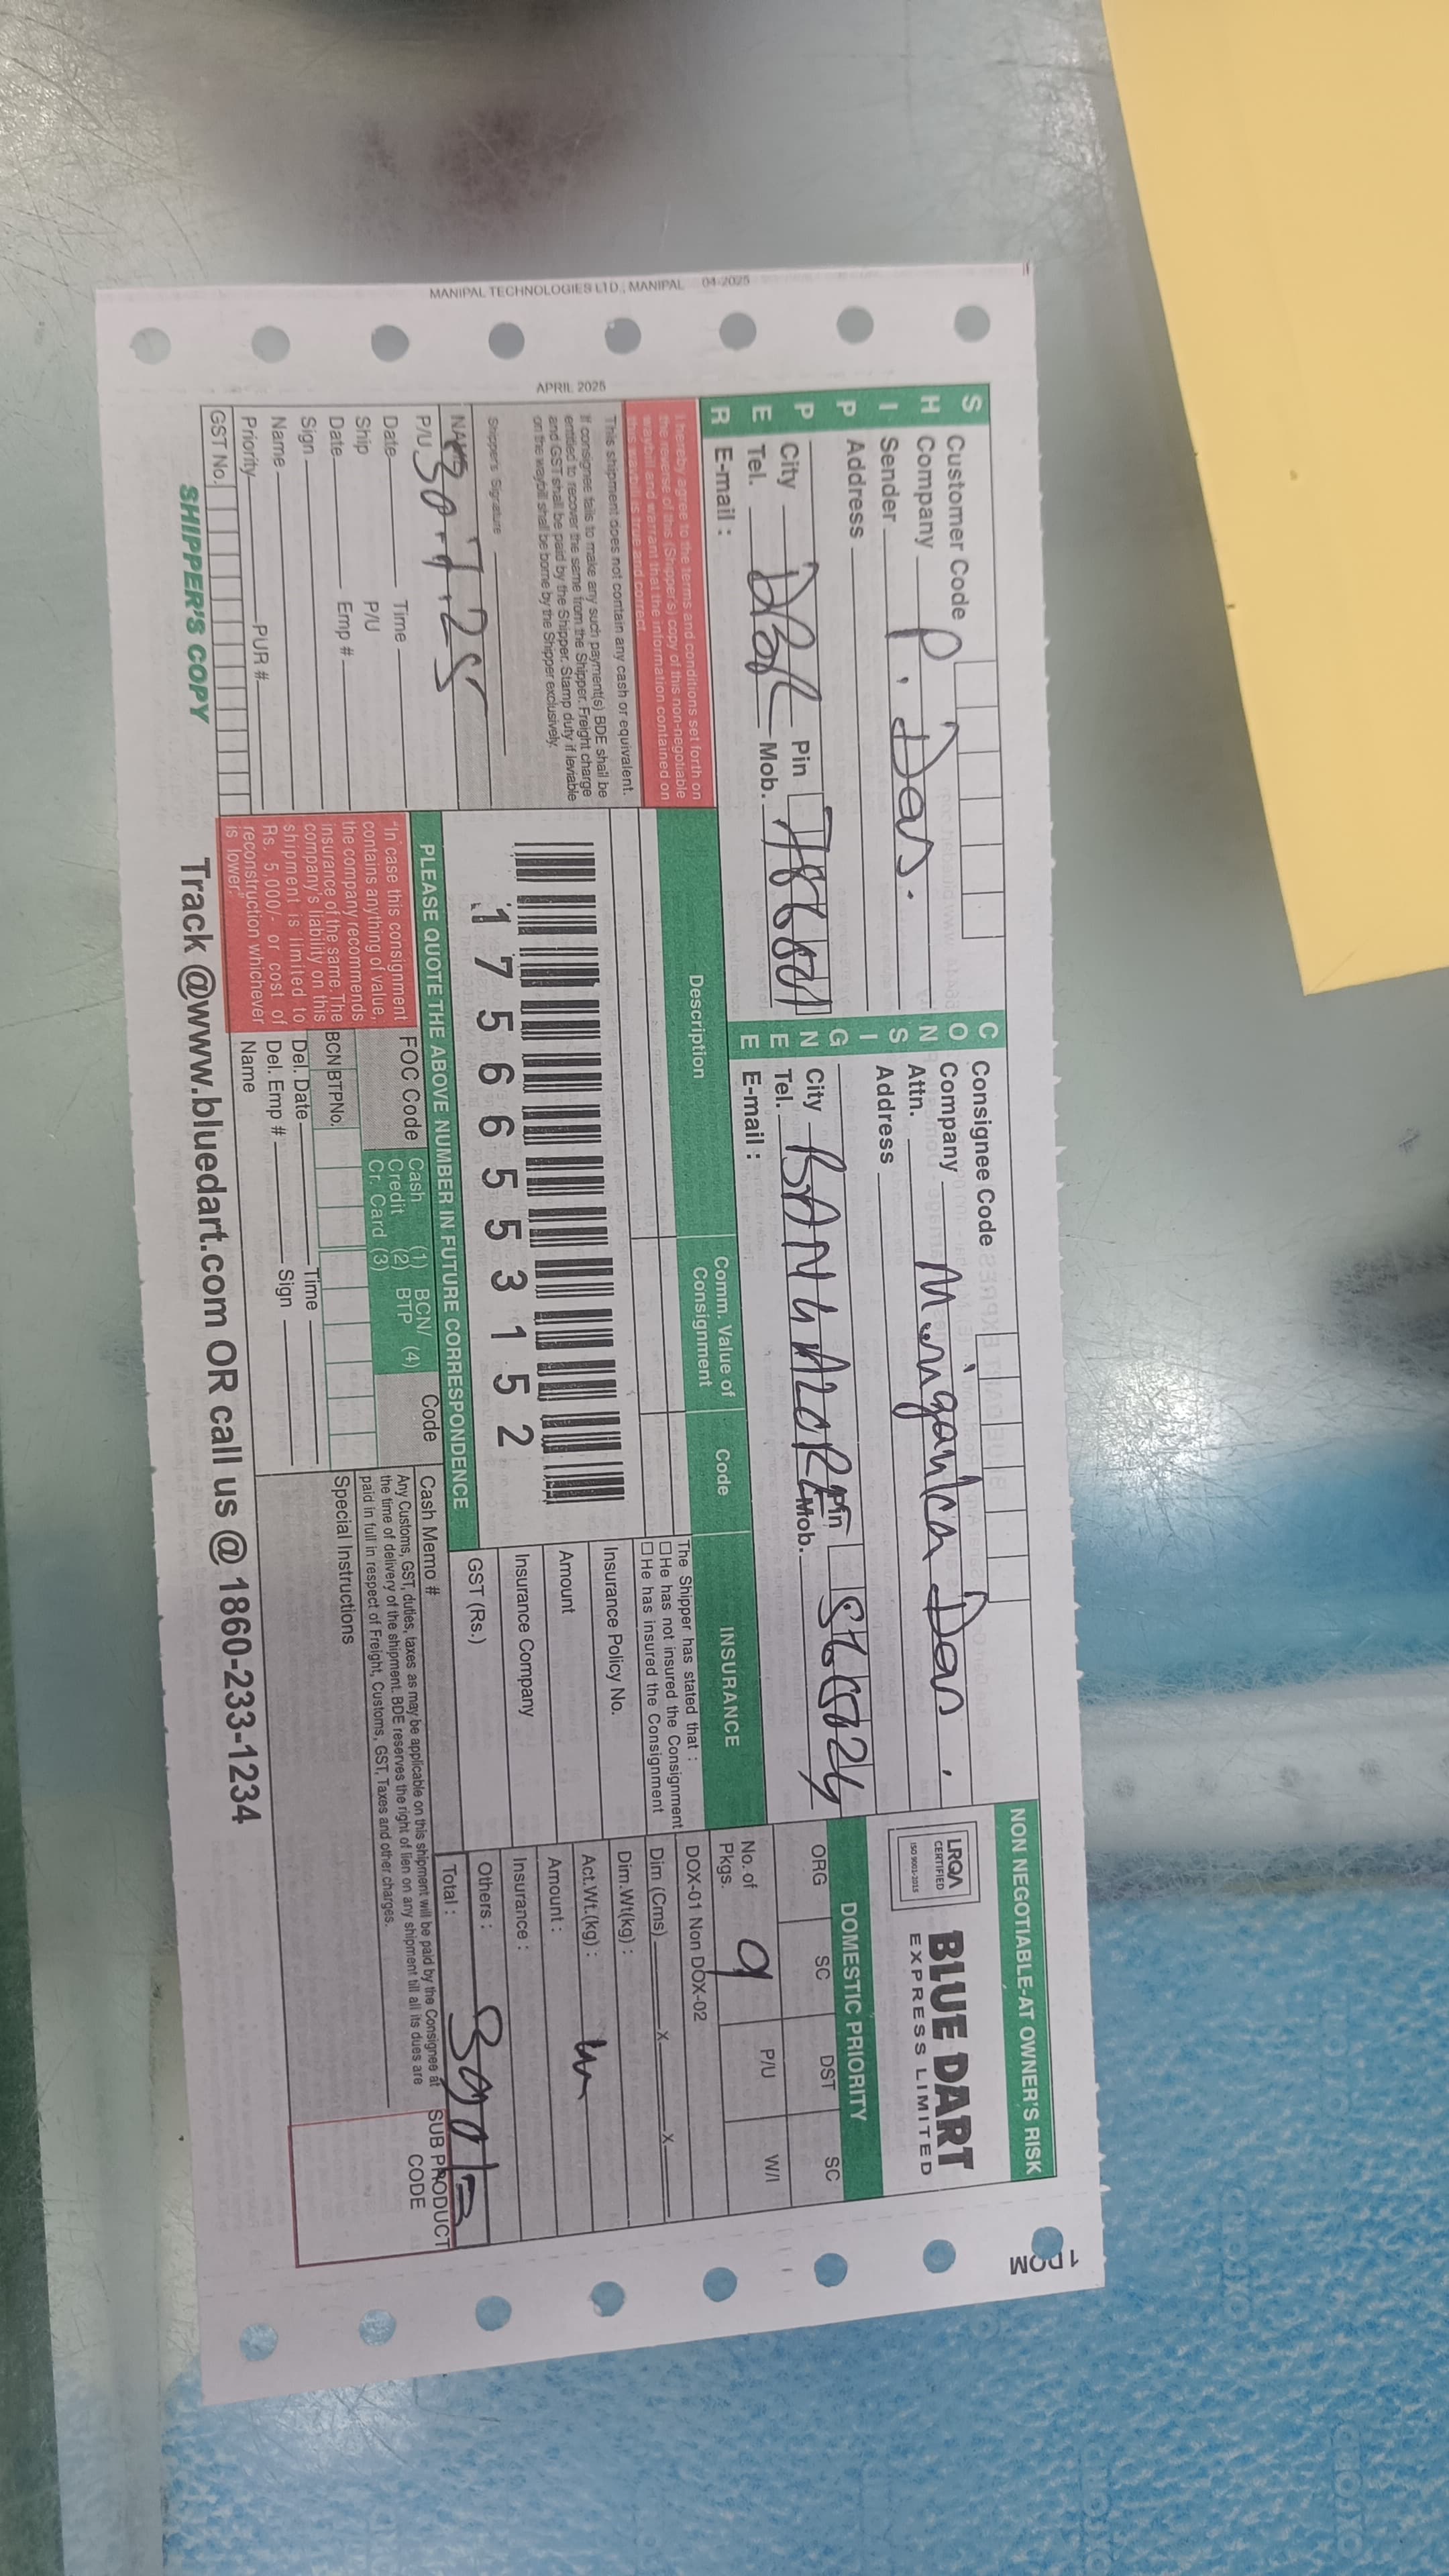 1 DOM
MANIPAL TECHNOLOGIES LTD., MANIPAL 04-2025
APRIL 2025
SHIPPER
Customer Code
Company
P. Das.
Sender
Address
City DBR Pin 786001
Tel. Mob.
E-mail :
CONSIGNEE
Consignee Code
Company
Attn. Mriganka Das.
Address
City BANGALORE Pin
Tel. Mob.
E-mail :
NON NEGOTIABLE-AT OWNER'S RISK
LRQA
CERTIFIED
ISO 9001-2015
BLUE DART
EXPRESS LIMITED
DOMESTIC PRIORITY
ORG SC DST SC
No. of
Pkgs.
P/U W/I
DOX-01 Non DOX-02
Dim (Cms) x x
Dim.Wt(kg) :
Act.Wt.(kg) :
Amount :
Insurance :
Others :
Total : 390/=
I hereby agree to the terms and conditions set forth on
the reverse of this (Shipper's) copy of this non-negotiable
waybill and warrant that the information contained on
this waybill is true and correct.
This shipment does not contain any cash or equivalent.
If consignee fails to make any such payment(s) BDE shall be
entitled to recover the same from the Shipper. Freight charge
and GST shall be paid by the Shipper. Stamp duty if leviable
on the waybill shall be borne by the Shipper exclusively.
Shipper's Signature
NAME
30.7.25
P/U
Date Time
Ship P/U
Date Emp #
Sign
Name
Priority PUR #
GST No.
SHIPPER'S COPY
Description Comm. Value of
Consignment Code
17566553152
PLEASE QUOTE THE ABOVE NUMBER IN FUTURE CORRESPONDENCE
"In case this consignment
contains anything of value,
the company recommends
insurance of the same. The
company's liability on this
shipment is limited to
Rs. 5,000/- or cost of
reconstruction whichever
is lower."
FOC Code
Cash (1) BCN/
Credit (2) BTP (4)
Cr. Card (3)
Code
BCN BTPNo.
Del. Date Time
Del. Emp # Sign
Name
INSURANCE
The Shipper has stated that :
☐ He has not insured the Consignment
☐ He has insured the Consignment
Insurance Policy No.
Amount
Insurance Company
GST (Rs.)
Cash Memo #
Any Customs, GST, duties, taxes as may be applicable on this shipment will be paid by the Consignee at
the time of delivery of the shipment. BDE reserves the right of lien on any shipment till all its dues are
paid in full in respect of Freight, Customs, GST, Taxes and other charges.
Special Instructions
SUB PRODUCT
CODE
Track @www.bluedart.com OR call us @ 1860-233-1234
OXFORD
OXFORD
OXFORD
OXFORD